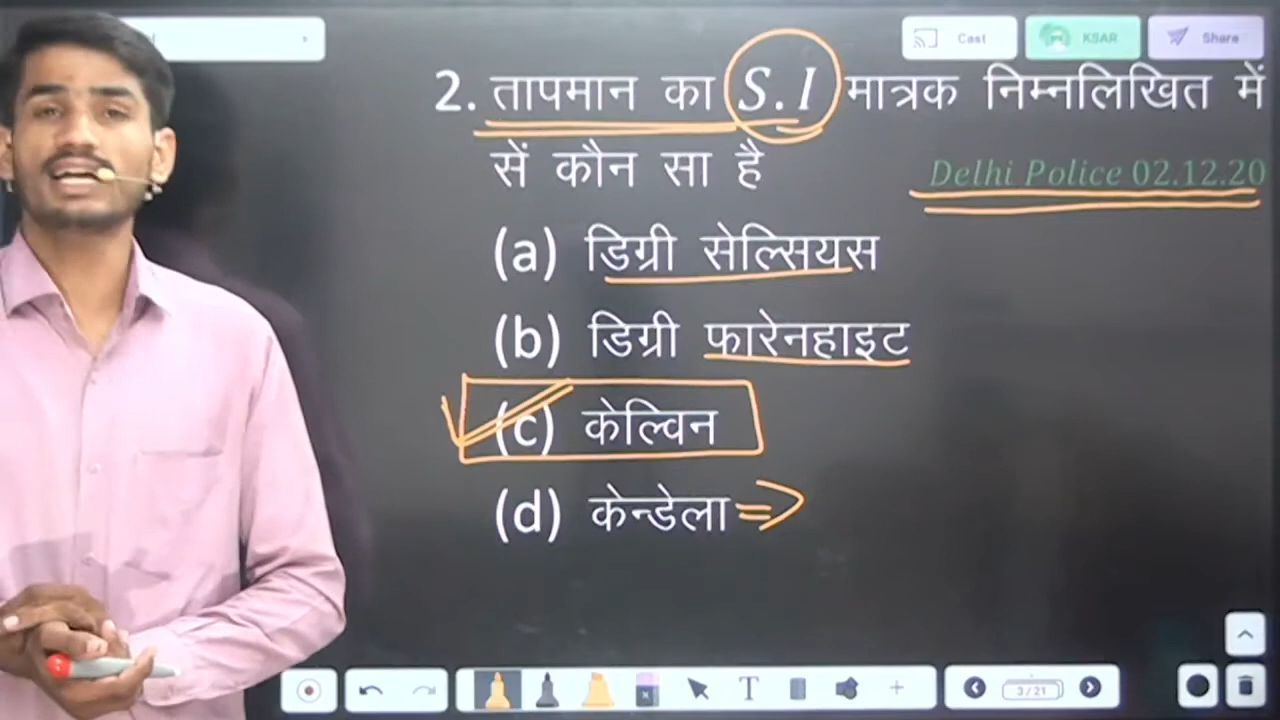 Cast
KSAR
Share
2. तापमान का S.I मात्रक निम्नलिखित में
सें कौन सा है
Delhi Police 02.12.20
(a) डिग्री सेल्सियस
(b) डिग्री फारेनहाइट
(c) केल्विन
(d) केन्डेला =>
T
3/21